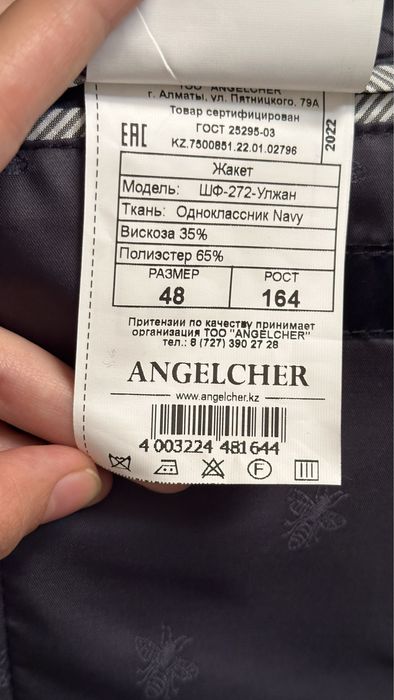 ТОО "ANGELCHER"
г. Алматы, ул. Пятницкого, 79А
Товар сертифицирован
ГОСТ 25295-03
KZ.7500851.22.01.02796
EAC
2022
Жакет
Модель: ШФ-272-Улжан
Ткань: Одноклассник Navy
Вискоза 35%
Полиэстер 65%
РАЗМЕР РОСТ
48 164
Притензии по качеству принимает
организация ТОО "ANGELCHER"
тел.: 8 (727) 390 27 28
ANGELCHER
www.angelcher.kz
4 003224 481644
F